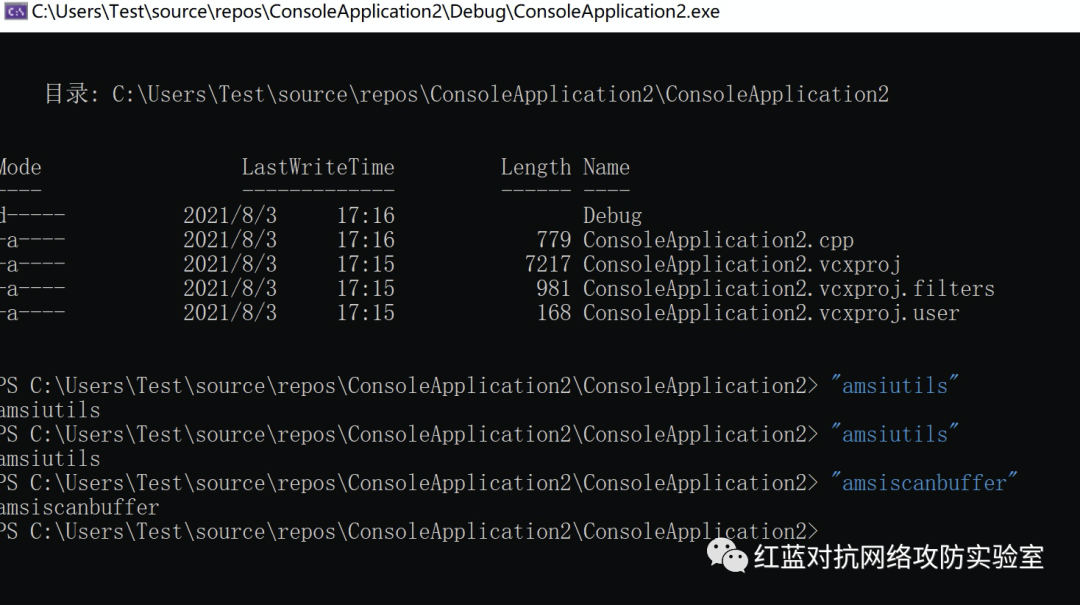 C:\Users\Test\source\repos\ConsoleApplication2\Debug\ConsoleApplication2.exe
目录: C:\Users\Test\source\repos\ConsoleApplication2\ConsoleApplication2
Mode LastWriteTime Length Name
---- ------------- ------ ----
d----- 2021/8/3 17:16 Debug
-a---- 2021/8/3 17:16 779 ConsoleApplication2.cpp
-a---- 2021/8/3 17:15 7217 ConsoleApplication2.vcxproj
-a---- 2021/8/3 17:15 981 ConsoleApplication2.vcxproj.filters
-a---- 2021/8/3 17:15 168 ConsoleApplication2.vcxproj.user
PS C:\Users\Test\source\repos\ConsoleApplication2\ConsoleApplication2> "amsiutils"
amsiutils
PS C:\Users\Test\source\repos\ConsoleApplication2\ConsoleApplication2> "amsiutils"
amsiutils
PS C:\Users\Test\source\repos\ConsoleApplication2\ConsoleApplication2> "amsiscanbuffer"
amsiscanbuffer
PS C:\Users\Test\source\repos\ConsoleApplication2\ConsoleApplication2>
红蓝对抗网络攻防实验室